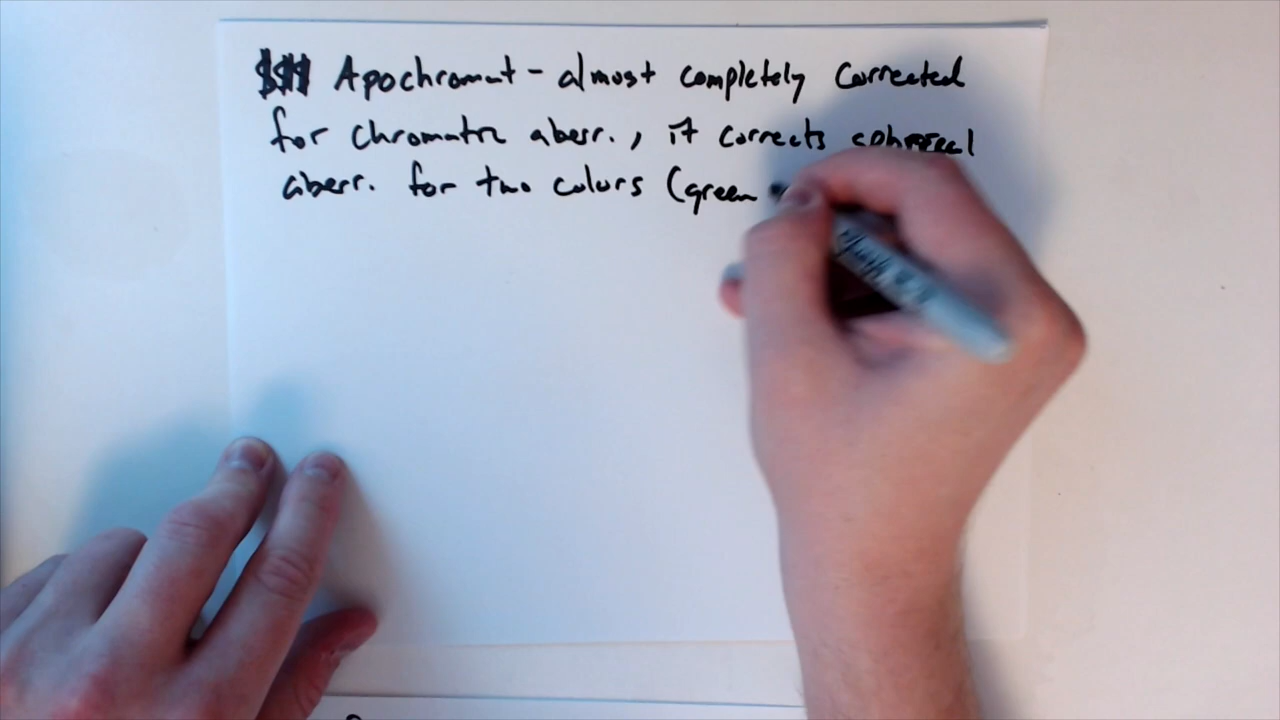 $$$ Apochromat - almost completely corrected
for chromatic aberr., it corrects spherical
aberr. for two colors (green